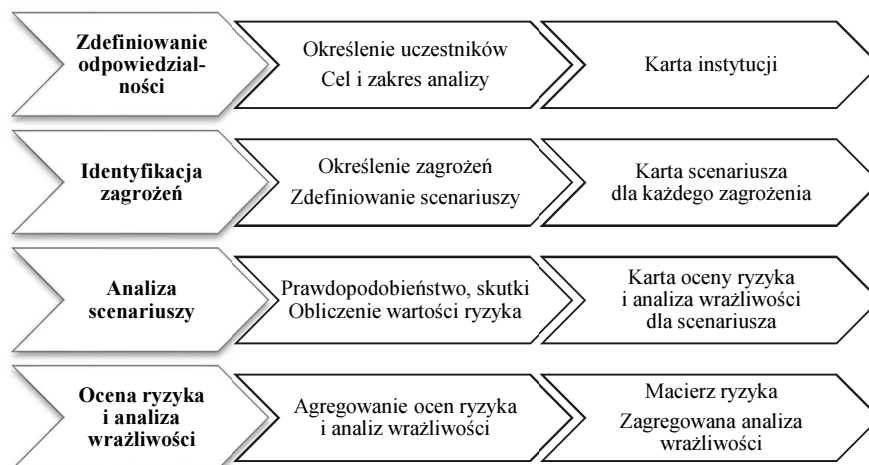 Zdefiniowanie
odpowiedzial-
ności
Określenie uczestników
Cel i zakres analizy
Karta instytucji
Identyfikacja
zagrożeń
Określenie zagrożeń
Zdefiniowanie scenariuszy
Karta scenariusza
dla każdego zagrożenia
Analiza
scenariuszy
Prawdopodobieństwo, skutki
Obliczenie wartości ryzyka
Karta oceny ryzyka
i analiza wrażliwości
dla scenariusza
Ocena ryzyka
i analiza
wrażliwości
Agregowanie ocen ryzyka
i analiz wrażliwości
Macierz ryzyka
Zagregowana analiza
wrażliwości